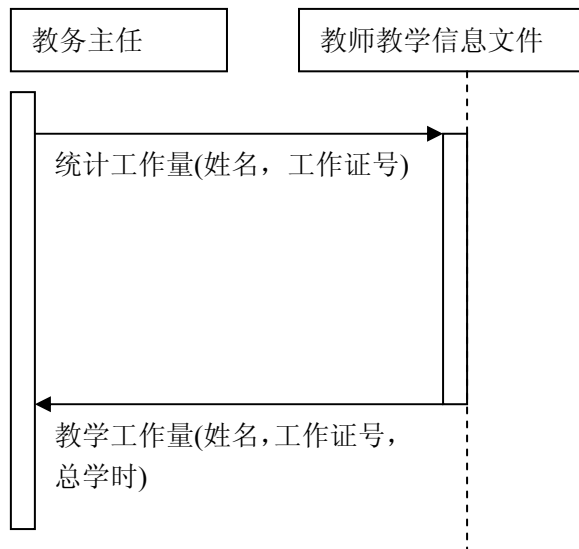 教务主任
教师教学信息文件
统计工作量(姓名，工作证号)
教学工作量(姓名,工作证号，
总学时)